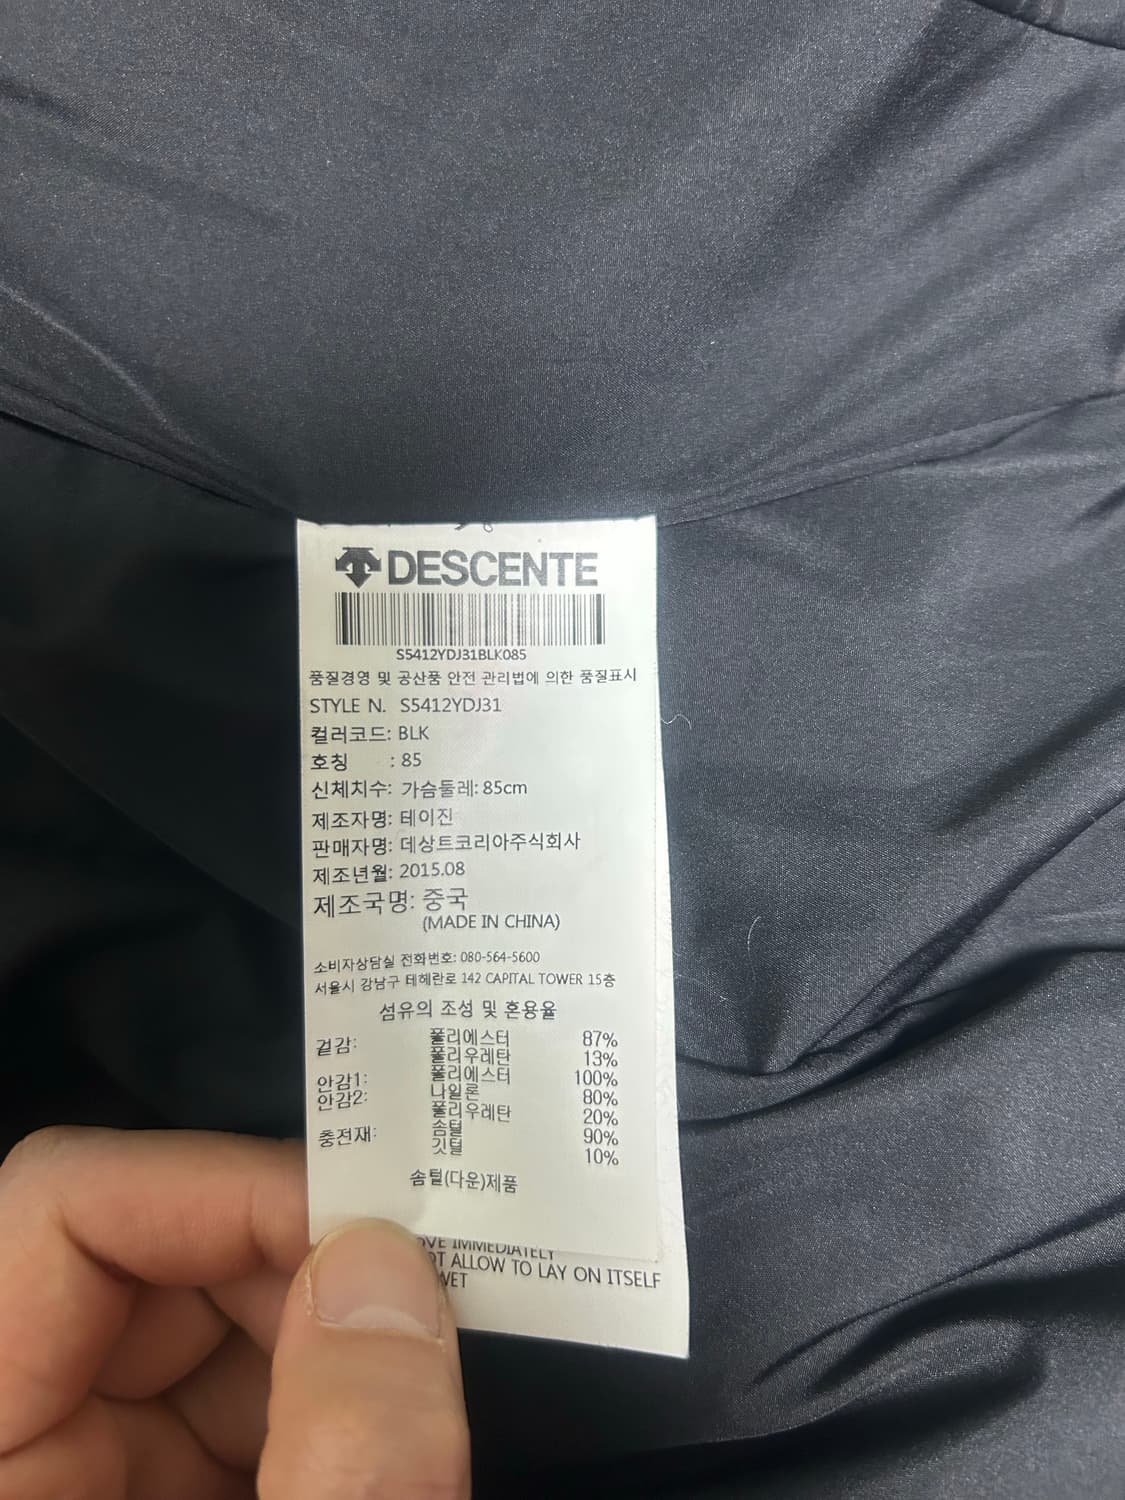 DESCENTE
S5412YDJ31BLK085
품질경영 및 공산품 안전 관리법에 의한 품질표시
STYLE N. S5412YDJ31
컬러코드: BLK
호칭 : 85
신체치수: 가슴둘레: 85cm
제조자명: 테이진
판매자명: 데상트코리아주식회사
제조년월: 2015.08
제조국명: 중국
(MADE IN CHINA)
소비자상담실 전화번호: 080-564-5600
서울시 강남구 테헤란로 142 CAPITAL TOWER 15층
섬유의 조성 및 혼용율
겉감: 폴리에스터 87%
폴리우레탄 13%
안감1: 폴리에스터 100%
안감2: 나일론 80%
폴리우레탄 20%
충전재: 솜털 90%
깃털 10%
솜털(다운)제품
IMMEDIATELY
ALLOW TO LAY ON ITSELF
WET